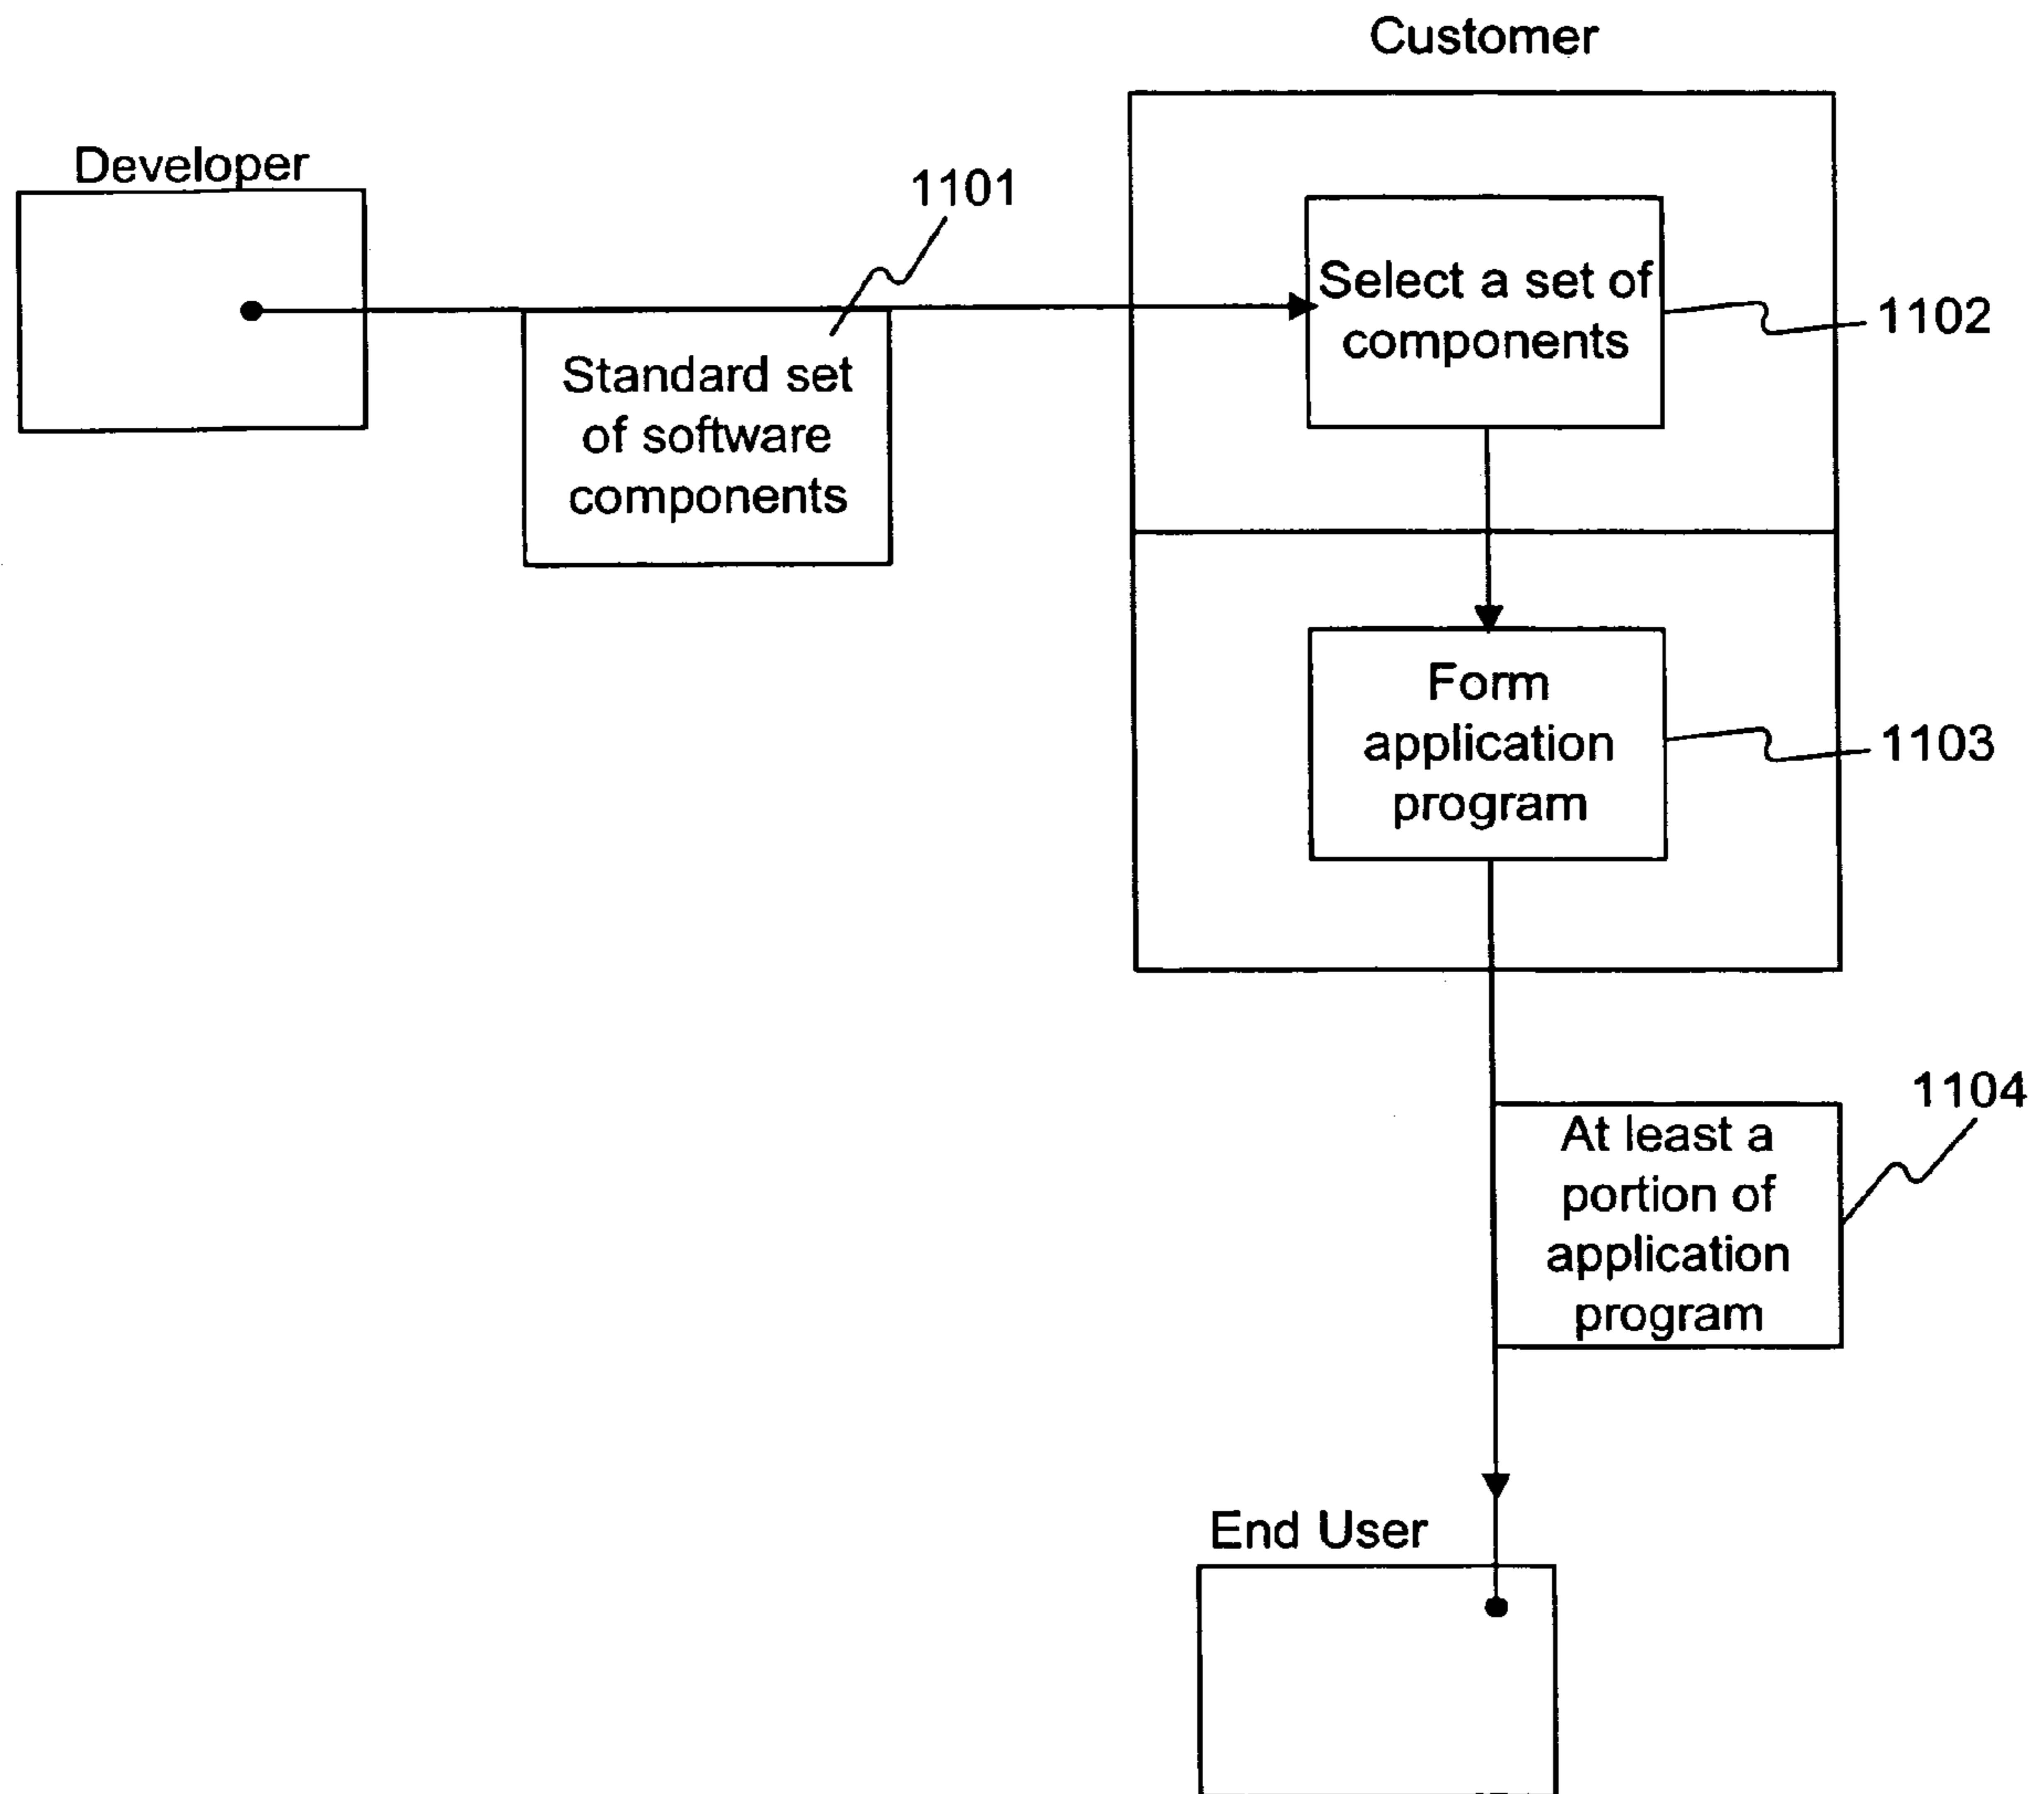 Customer
Developer
1101
Select a set of
components
1102
Standard set
of software
components
Form
application
program
1103
1104
At least a
portion of
application
program
End User